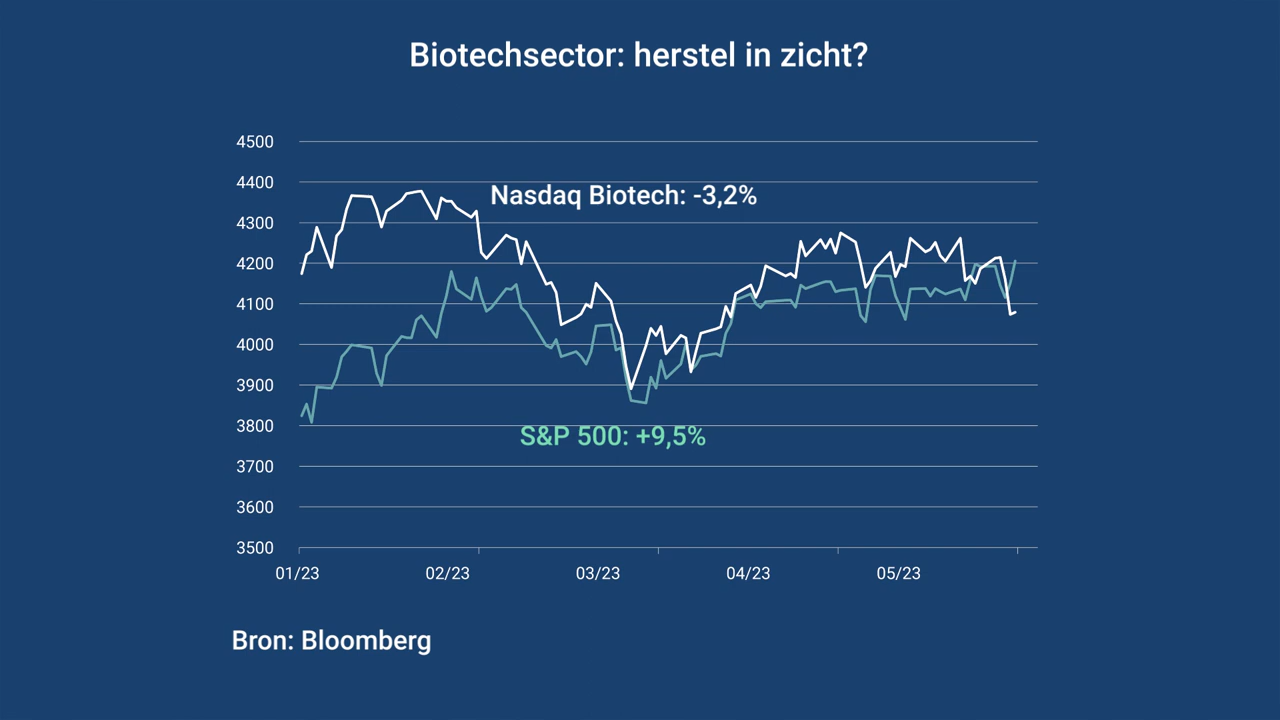 Biotechsector: herstel in zicht?
4500
4400
Nasdaq Biotech: -3,2%
4300
4200
4100
4000
3900
3800
S&P 500: +9,5%
3700
3600
3500
01/23 02/23 03/23 04/23 05/23
Bron: Bloomberg